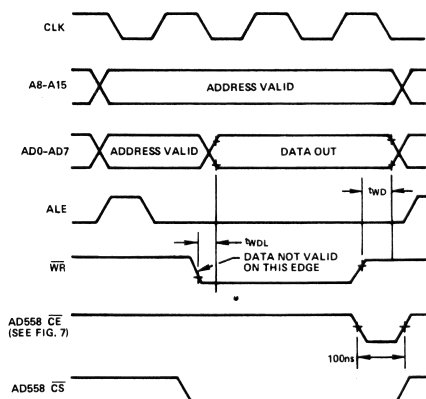 CLK
A8-A15
ADDRESS VALID
AD0-AD7
ADDRESS VALID
DATA OUT
tWD
ALE
tWDL
WR
DATA NOT VALID
ON THIS EDGE
AD558 CE
(SEE FIG. 7)
100ns
AD558 CS